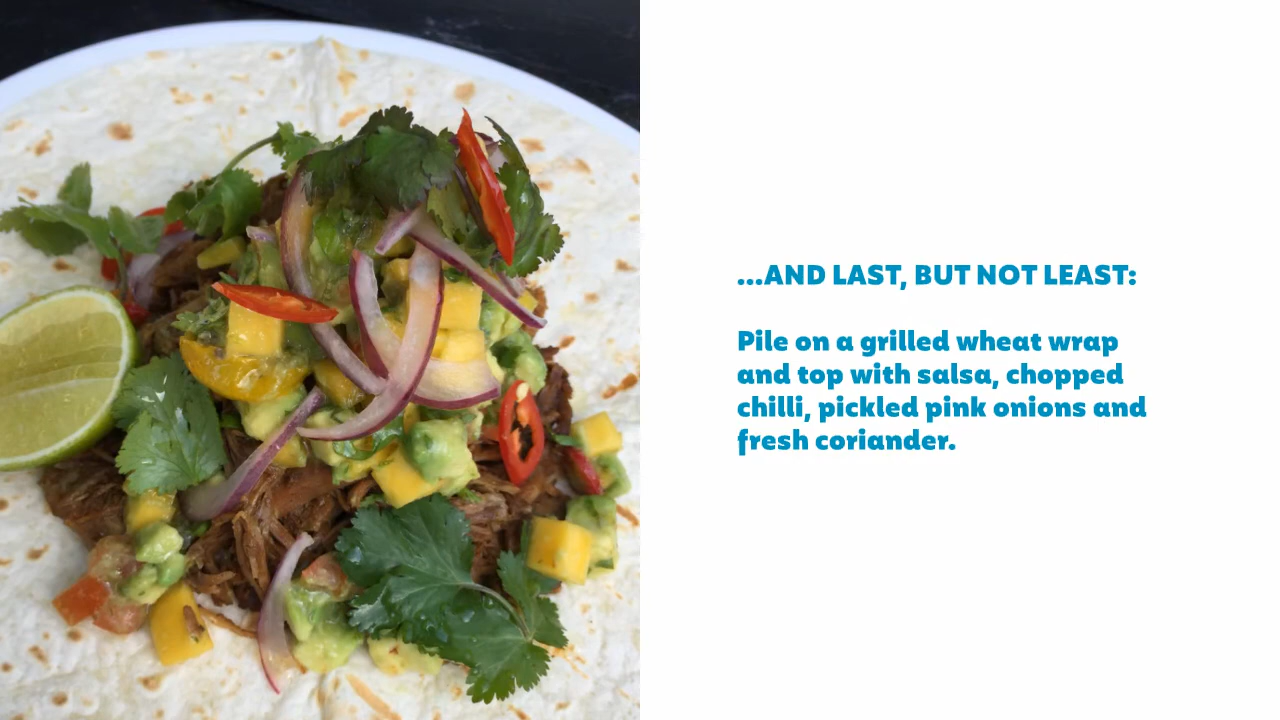 ...AND LAST, BUT NOT LEAST:
Pile on a grilled wheat wrap
and top with salsa, chopped
chilli, pickled pink onions and
fresh coriander.